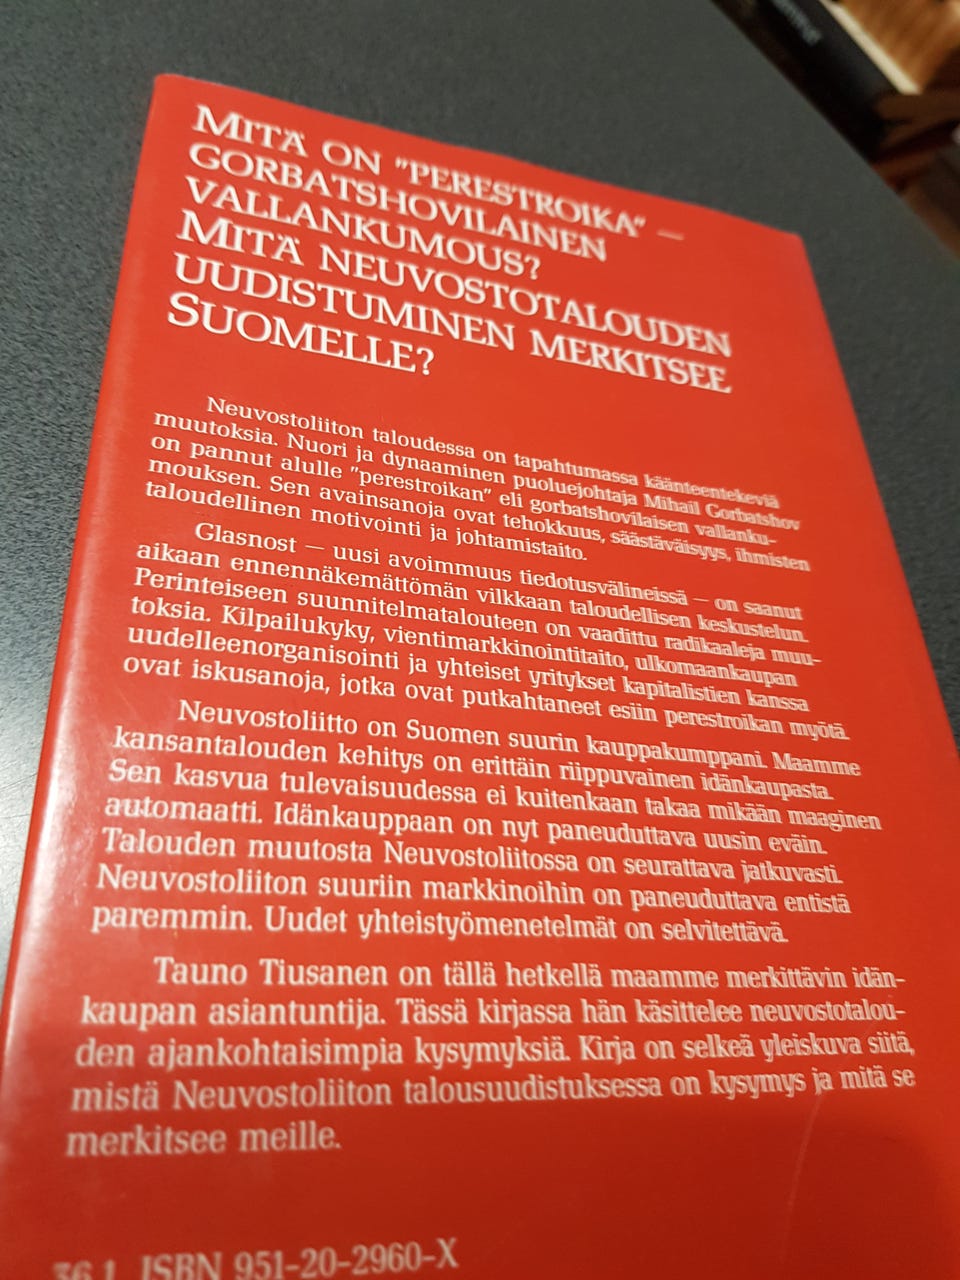 MITÄ ON "PERESTROIKA" –
GORBATSHOVILAINEN
VALLANKUMOUS?
MITÄ NEUVOSTOTALOUDEN
UUDISTUMINEN MERKITSEE
SUOMELLE?
Neuvostoliiton taloudessa on tapahtumassa käänteentekeviä
muutoksia. Nuori ja dynaaminen puoluejohtaja Mihail Gorbatshov
on pannut alulle "perestroikan" eli gorbatshovilaisen vallanku-
mouksen. Sen avainsanoja ovat tehokkuus, säästäväisyys, ihmisten
taloudellinen motivointi ja johtamistaito.
Glasnost – uusi avoimmuus tiedotusvälineissä – on saanut
aikaan ennennäkemättömän vilkkaan taloudellisen keskustelun.
Perinteiseen suunnitelmatalouteen on vaadittu radikaaleja muu-
toksia. Kilpailukyky, vientimarkkinointitaito, ulkomaankaupan
uudelleenorganisointi ja yhteiset yritykset kapitalistien kanssa
ovat iskusanoja, jotka ovat putkahtaneet esiin perestroikan myötä.
Neuvostoliitto on Suomen suurin kauppakumppani. Maamme
kansantalouden kehitys on erittäin riippuvainen idänkaupasta.
Sen kasvua tulevaisuudessa ei kuitenkaan takaa mikään maaginen
automaatti. Idänkauppaan on nyt paneuduttava uusin eväin.
Talouden muutosta Neuvostoliitossa on seurattava jatkuvasti.
Neuvostoliiton suuriin markkinoihin on paneuduttava entistä
paremmin. Uudet yhteistyömenetelmät on selvitettävä.
Tauno Tiusanen on tällä hetkellä maamme merkittävin idän-
kaupan asiantuntija. Tässä kirjassa hän käsittelee neuvostotalou-
den ajankohtaisimpia kysymyksiä. Kirja on selkeä yleiskuva siitä,
mistä Neuvostoliiton talousuudistuksessa on kysymys ja mitä se
merkitsee meille.
36.1 ISBN 951-20-2960-X